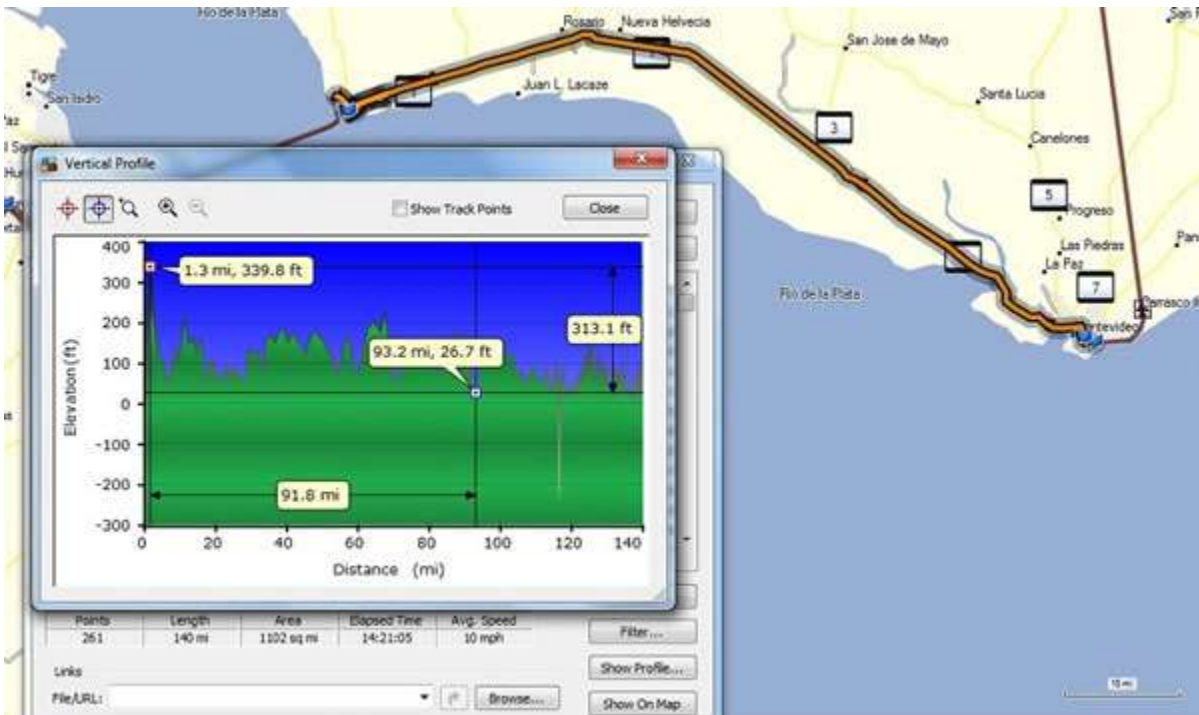 Rio de la Plata
Rosario
Nueva Helvecia
San Jose de Mayo
Tigre
San Isidro
Juan L. Lacaze
Santa Lucia
1
3
Canelones
5
Progreso
Las Piedras
La Paz
7
Rio de la Plata
Vertical Profile
Show Track Points
Close
Elevation (ft)
400
300
200
100
0
-100
-200
-300
1.3 mi, 339.8 ft
93.2 mi, 26.7 ft
313.1 ft
91.8 mi
0 20 40 60 80 100 120 140
Distance (mi)
Points Length Area Elapsed Time Avg. Speed
261 140 mi 1102 sq mi 14:21:05 10 mph
Filter...
Links
Show Profile...
File/URL:
Browse...
Show On Map